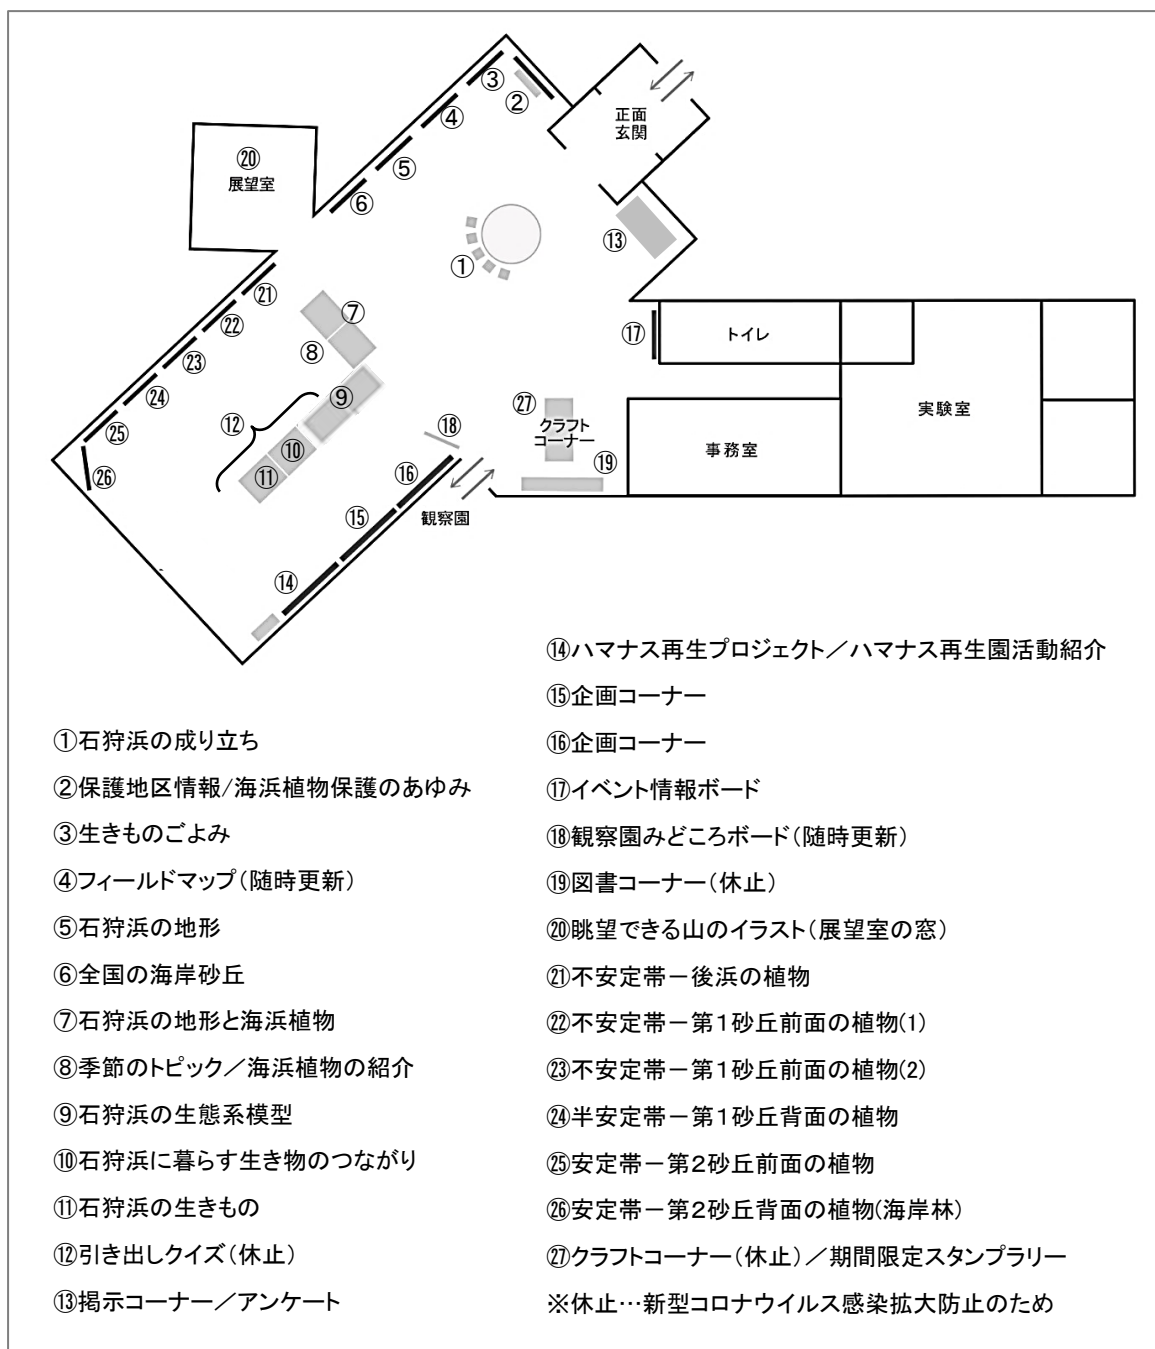 ③
②
④
正面
玄関
⑳
展望室
⑤
⑥
⑬
①
㉑
⑦
㉒
⑰
トイレ
⑧
㉓
㉔
⑨
㉗
クラフト
コーナー
実験室
⑫
⑱
㉕
⑩
事務室
⑲
㉖
⑪
⑯
⑮
観察園
⑭
①石狩浜の成り立ち
②保護地区情報/海浜植物保護のあゆみ
③生きものごよみ
④フィールドマップ(随時更新)
⑤石狩浜の地形
⑥全国の海岸砂丘
⑦石狩浜の地形と海浜植物
⑧季節のトピック／海浜植物の紹介
⑨石狩浜の生態系模型
⑩石狩浜に暮らす生き物のつながり
⑪石狩浜の生きもの
⑫引き出しクイズ(休止)
⑬掲示コーナー／アンケート
⑭ハマナス再生プロジェクト／ハマナス再生園活動紹介
⑮企画コーナー
⑯企画コーナー
⑰イベント情報ボード
⑱観察園みどころボード(随時更新)
⑲図書コーナー(休止)
⑳眺望できる山のイラスト(展望室の窓)
㉑不安定帯－後浜の植物
㉒不安定帯－第１砂丘前面の植物(1)
㉓不安定帯－第１砂丘前面の植物(2)
㉔半安定帯－第１砂丘背面の植物
㉕安定帯－第２砂丘前面の植物
㉖安定帯－第２砂丘背面の植物(海岸林)
㉗クラフトコーナー(休止)／期間限定スタンプラリー
※休止…新型コロナウイルス感染拡大防止のため